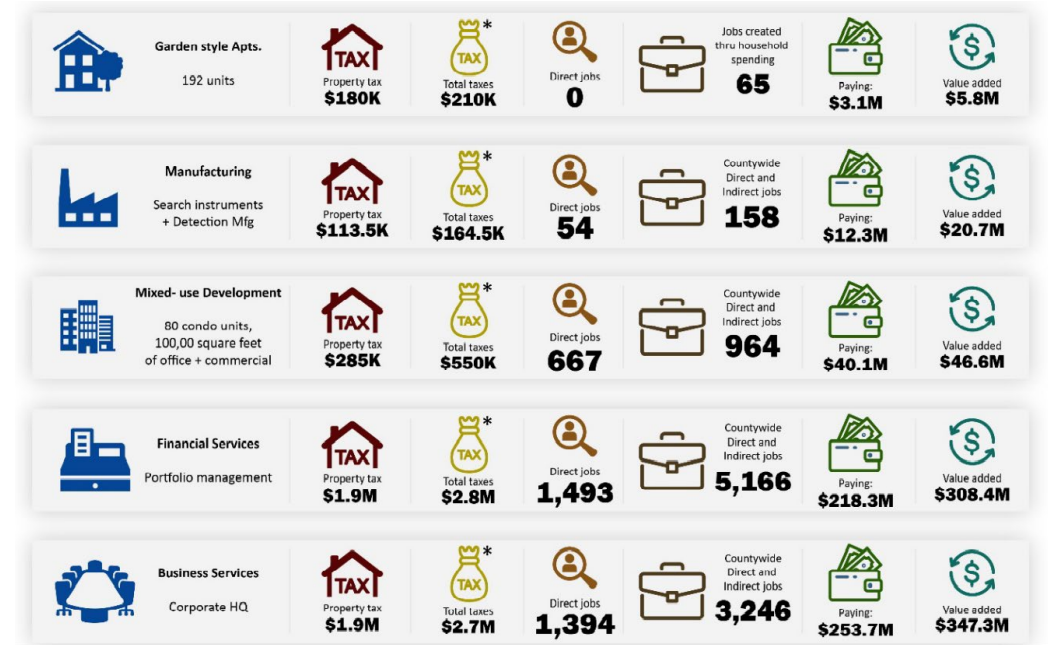 Garden style Apts.
192 units
TAX
Property tax
$180K
*
TAX
Total taxes
$210K
Direct jobs
0
Jobs created
thru household
spending
65
Paying:
$3.1M
$
Value added
$5.8M
Manufacturing
Search instruments
+ Detection Mfg
TAX
Property tax
$113.5K
*
TAX
Total taxes
$164.5K
Direct jobs
54
Countywide
Direct and
Indirect jobs
158
Paying:
$12.3M
$
Value added
$20.7M
Mixed- use Development
80 condo units,
100,00 square feet
of office + commercial
TAX
Property tax
$285K
*
TAX
Total taxes
$550K
Direct jobs
667
Countywide
Direct and
Indirect jobs
964
Paying:
$40.1M
$
Value added
$46.6M
Financial Services
Portfolio management
TAX
Property tax
$1.9M
*
TAX
Total taxes
$2.8M
Direct jobs
1,493
Countywide
Direct and
Indirect jobs
5,166
Paying:
$218.3M
$
Value added
$308.4M
Business Services
Corporate HQ
TAX
Property tax
$1.9M
*
TAX
Total taxes
$2.7M
Direct jobs
1,394
Countywide
Direct and
Indirect jobs
3,246
Paying:
$253.7M
$
Value added
$347.3M